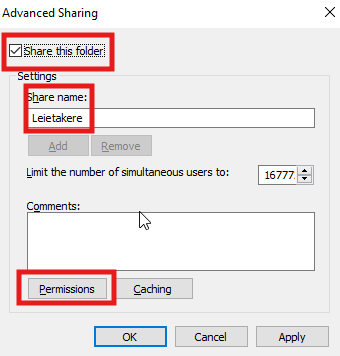 Advanced Sharing
Share this folder
Settings
Share name:
Leietakere
Add Remove
Limit the number of simultaneous users to: 16777
Comments:
Permissions Caching
OK Cancel Apply